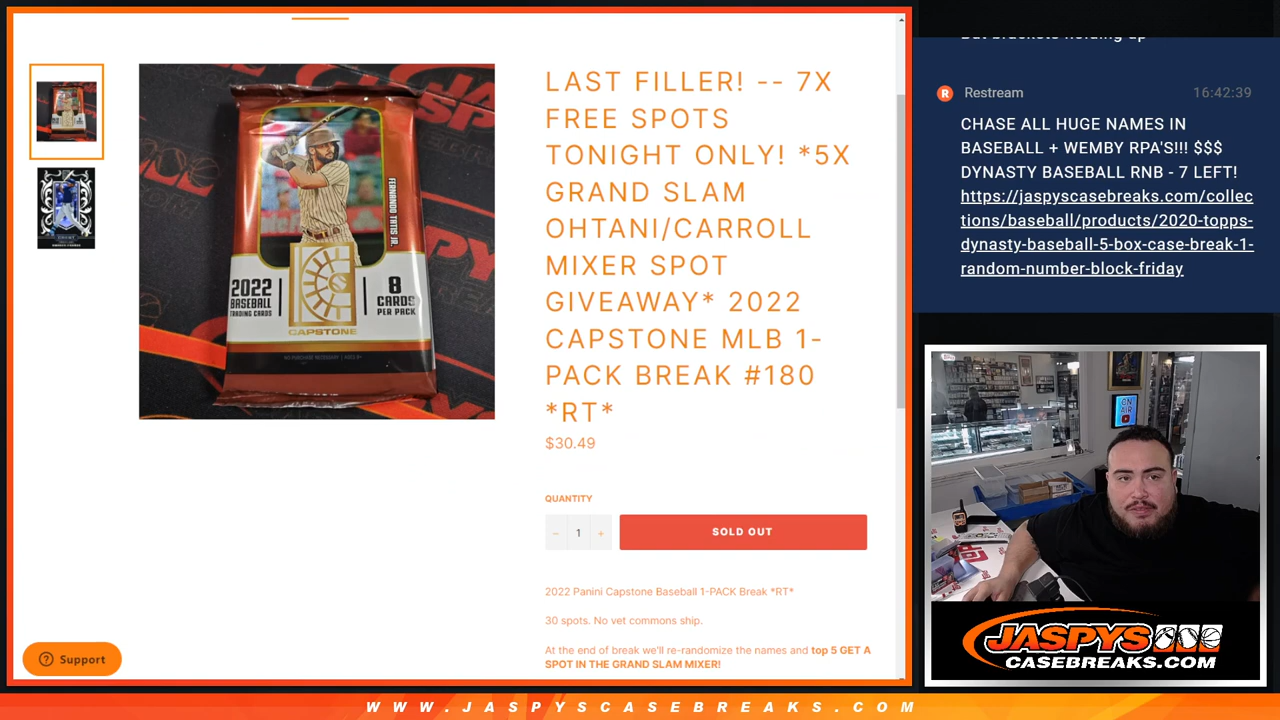 LAST FILLER! -- 7X
FREE SPOTS
TONIGHT ONLY! *5X
GRAND SLAM
OHTANI/CARROLL
MIXER SPOT
GIVEAWAY* 2022
CAPSTONE MLB 1-
PACK BREAK #180
*RT*
$30.49
QUANTITY
− 1 +
SOLD OUT
2022 Panini Capstone Baseball 1-PACK Break *RT*
30 spots. No vet commons ship.
At the end of break we'll re-randomize the names and top 5 GET A
SPOT IN THE GRAND SLAM MIXER!
FERNANDO TATIS JR.
2022
BASEBALL
TRADING CARDS
8
CARDS
PER PACK
CAPSTONE
Support
But brackets holding up
R Restream 16:42:39
CHASE ALL HUGE NAMES IN
BASEBALL + WEMBY RPA'S!!! $$$
DYNASTY BASEBALL RNB - 7 LEFT!
https://jaspyscasebreaks.com/collec
tions/baseball/products/2020-topps-
dynasty-baseball-5-box-case-break-1-
random-number-block-friday
ON
AIR
JASPYS
CASEBREAKS.COM
WWW.JASPYSCASEBREAKS.COM